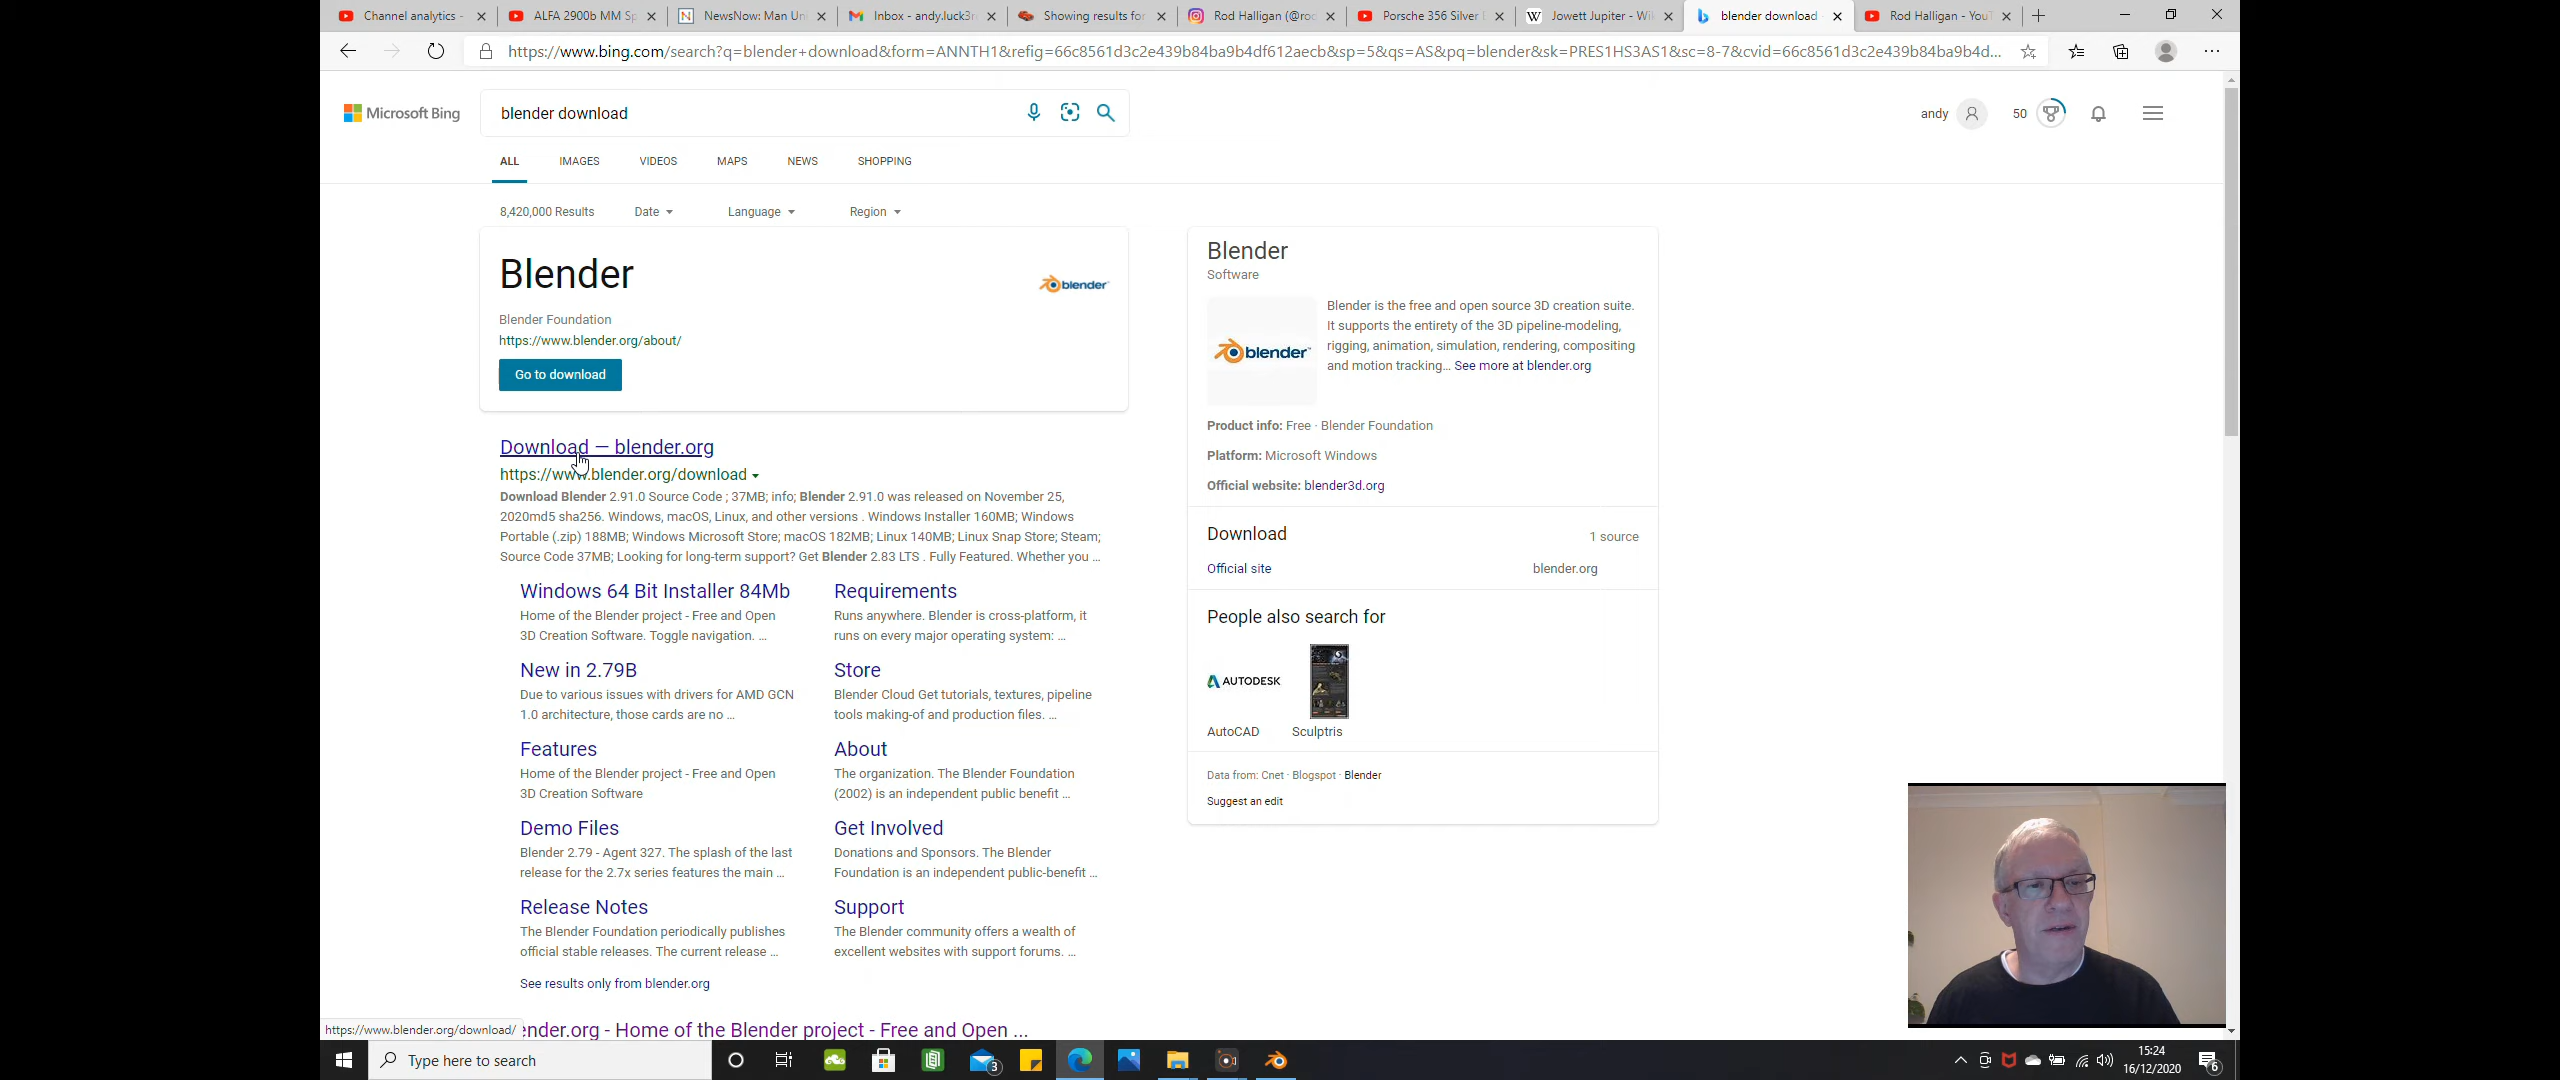 Channel analytics -
ALFA 2900b MM Sp
NewsNow: Man Un
Inbox - andy.luck3r
Showing results for
Rod Halligan (@roc
Porsche 356 Silver E
Jowett Jupiter - Wik
blender download
Rod Halligan - YouT
https://www.bing.com/search?q=blender+download&form=ANNTH1&refig=66c8561d3c2e439b84ba9b4df612aecb&sp=5&qs=AS&pq=blender&sk=PRES1HS3AS1&sc=8-7&cvid=66c8561d3c2e439b84ba9b4d...
Microsoft Bing
blender download
andy
50
ALL IMAGES VIDEOS MAPS NEWS SHOPPING
8,420,000 Results Date Language Region
Blender
blender
Blender Foundation
https://www.blender.org/about/
Go to download
Download — blender.org
https://www.blender.org/download
Download Blender 2.91.0 Source Code ; 37MB; info; Blender 2.91.0 was released on November 25,
2020md5 sha256. Windows, macOS, Linux, and other versions . Windows Installer 160MB; Windows
Portable (.zip) 188MB; Windows Microsoft Store; macOS 182MB; Linux 140MB; Linux Snap Store; Steam;
Source Code 37MB; Looking for long-term support? Get Blender 2.83 LTS . Fully Featured. Whether you ...
Windows 64 Bit Installer 84Mb
Home of the Blender project - Free and Open
3D Creation Software. Toggle navigation. ...
Requirements
Runs anywhere. Blender is cross-platform, it
runs on every major operating system: ...
New in 2.79B
Due to various issues with drivers for AMD GCN
1.0 architecture, those cards are no ...
Store
Blender Cloud Get tutorials, textures, pipeline
tools making-of and production files. ...
Features
Home of the Blender project - Free and Open
3D Creation Software
About
The organization. The Blender Foundation
(2002) is an independent public benefit ...
Demo Files
Blender 2.79 - Agent 327. The splash of the last
release for the 2.7x series features the main ...
Get Involved
Donations and Sponsors. The Blender
Foundation is an independent public-benefit ...
Release Notes
The Blender Foundation periodically publishes
official stable releases. The current release ...
Support
The Blender community offers a wealth of
excellent websites with support forums. ...
See results only from blender.org
ender.org - Home of the Blender project - Free and Open ...
https://www.blender.org/download/
Blender
Software
blender
Blender is the free and open source 3D creation suite.
It supports the entirety of the 3D pipeline-modeling,
rigging, animation, simulation, rendering, compositing
and motion tracking... See more at blender.org
Product info: Free · Blender Foundation
Platform: Microsoft Windows
Official website: blender3d.org
Download 1 source
Official site blender.org
People also search for
AUTODESK
AutoCAD Sculptris
Data from: Cnet · Blogspot · Blender
Suggest an edit
Type here to search
3
15:24
16/12/2020
6